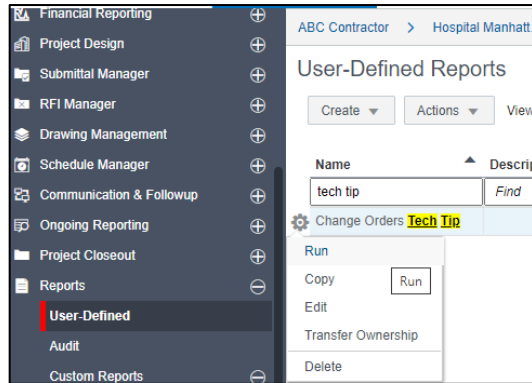 Financial Reporting
Project Design
Submittal Manager
RFI Manager
Drawing Management
Schedule Manager
Communication & Followup
Ongoing Reporting
Project Closeout
Reports
User-Defined
Audit
Custom Reports
ABC Contractor > Hospital Manhatt
User-Defined Reports
Create Actions View
Name Descrip
tech tip Find
Change Orders Tech Tip
Run
Copy Run
Edit
Transfer Ownership
Delete